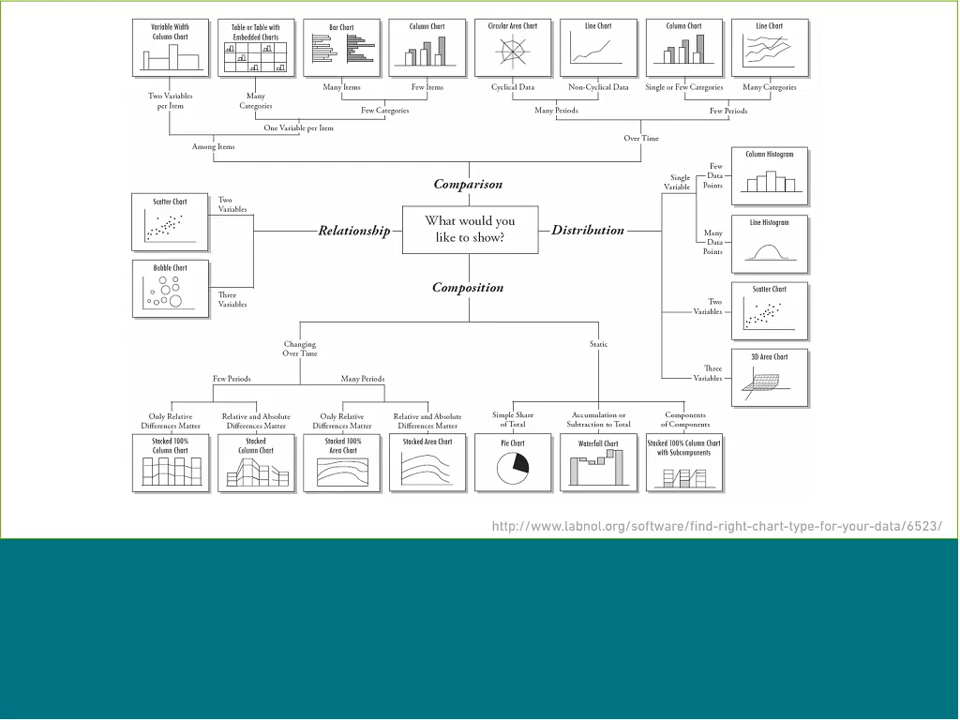 Variable Width
Column Chart
Table or Table with
Embedded Charts
Bar Chart
Column Chart
Circular Area Chart
Line Chart
Column Chart
Line Chart
Two Variables
per Item
Many
Categories
Many Items
Few Items
Cyclical Data
Non-Cyclical Data
Single or Few Categories
Many Categories
Few Categories
Many Periods
Few Periods
One Variable per Item
Among Items
Over Time
Comparison
What would you
like to show?
Relationship
Distribution
Composition
Scatter Chart
Two
Variables
Bubble Chart
Three
Variables
Single
Variable
Few
Data
Points
Column Histogram
Many
Data
Points
Line Histogram
Two
Variables
Scatter Chart
Three
Variables
3D Area Chart
Changing
Over Time
Static
Few Periods
Many Periods
Only Relative
Differences Matter
Relative and Absolute
Differences Matter
Only Relative
Differences Matter
Relative and Absolute
Differences Matter
Simple Share
of Total
Accumulation or
Subtraction to Total
Components
of Components
Stacked 100%
Column Chart
Stacked
Column Chart
Stacked 100%
Area Chart
Stacked Area Chart
Pie Chart
Waterfall Chart
Stacked 100% Column Chart
with Subcomponents
http://www.labnol.org/software/find-right-chart-type-for-your-data/6523/